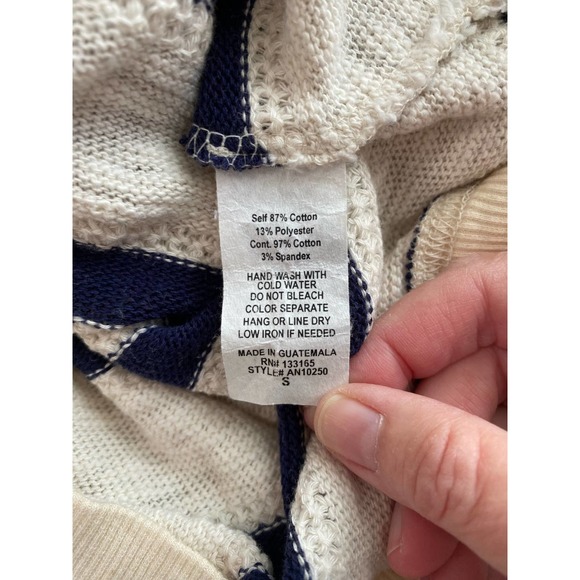 Self 87% Cotton
13% Polyester
Cont. 97% Cotton
3% Spandex
HAND WASH WITH
COLD WATER
DO NOT BLEACH
COLOR SEPARATE
HANG OR LINE DRY
LOW IRON IF NEEDED
MADE IN GUATEMALA
RN# 133165
STYLE# AN10250
S